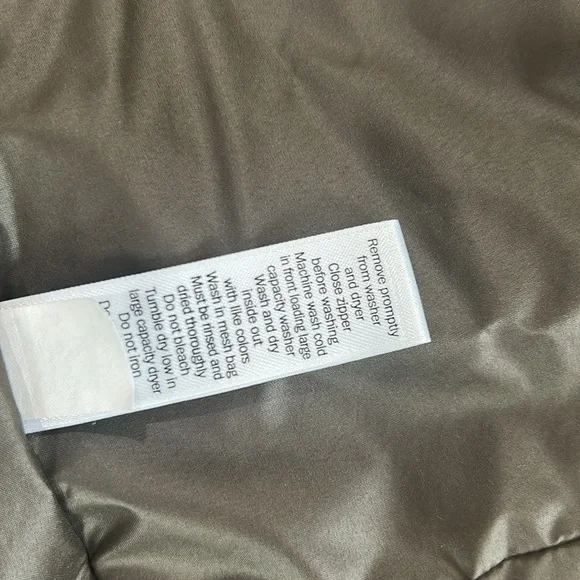 Remove promptly
from washer
and dryer
Close zipper
before washing
Machine wash cold
in front loading large
capacity washer
Wash and dry
inside out
with like colors
Wash in mesh bag
Must be rinsed and
dried thoroughly
Do not bleach
Tumble dry low in
large capacity dryer
Do not Iron